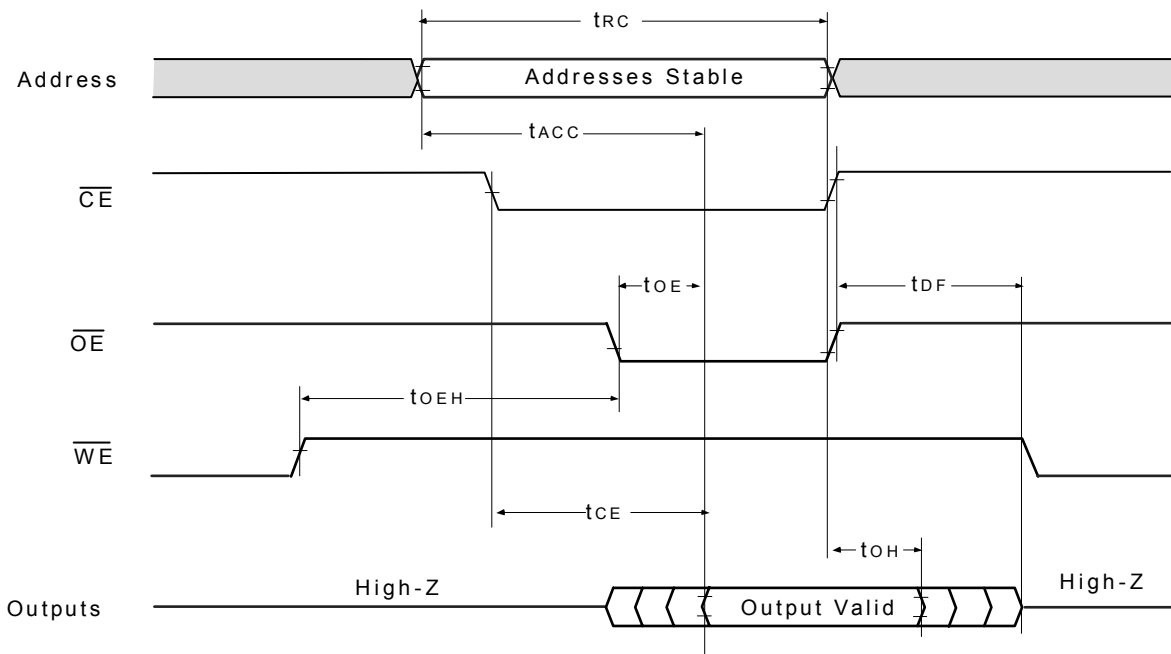 tRC
Address
Addresses Stable
tACC
CE
tOE
tDF
OE
tOEH
WE
tCE
tOH
High-Z
High-Z
Outputs
Output Valid